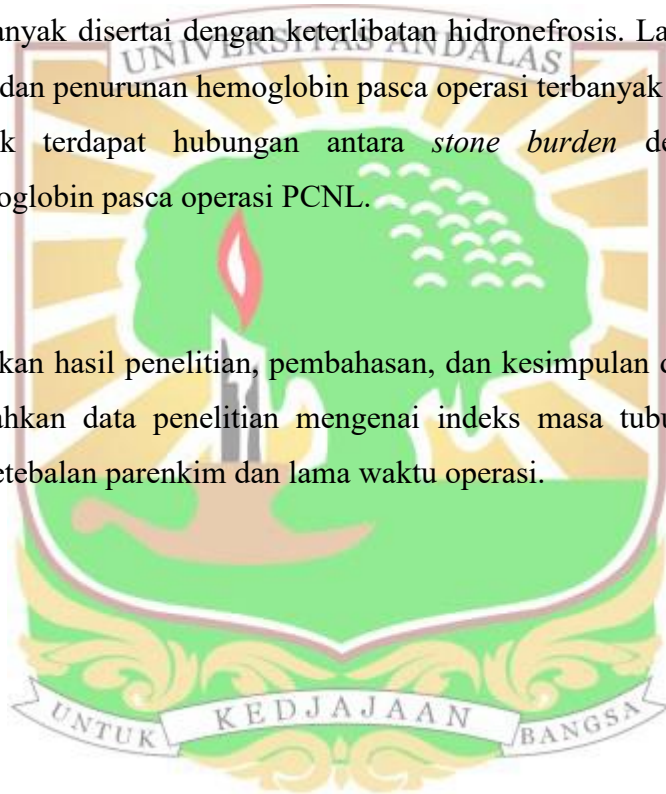 anyak disertai dengan keterlibatan hidronefrosis. La
UNIVERSITAS ANDALAS
dan penurunan hemoglobin pasca operasi terbanyak
k terdapat hubungan antara stone burden de
oglobin pasca operasi PCNL.
kan hasil penelitian, pembahasan, dan kesimpulan d
ahkan data penelitian mengenai indeks masa tubu
etebalan parenkim dan lama waktu operasi.
UNTUK KEDJAJAAN BANGSA